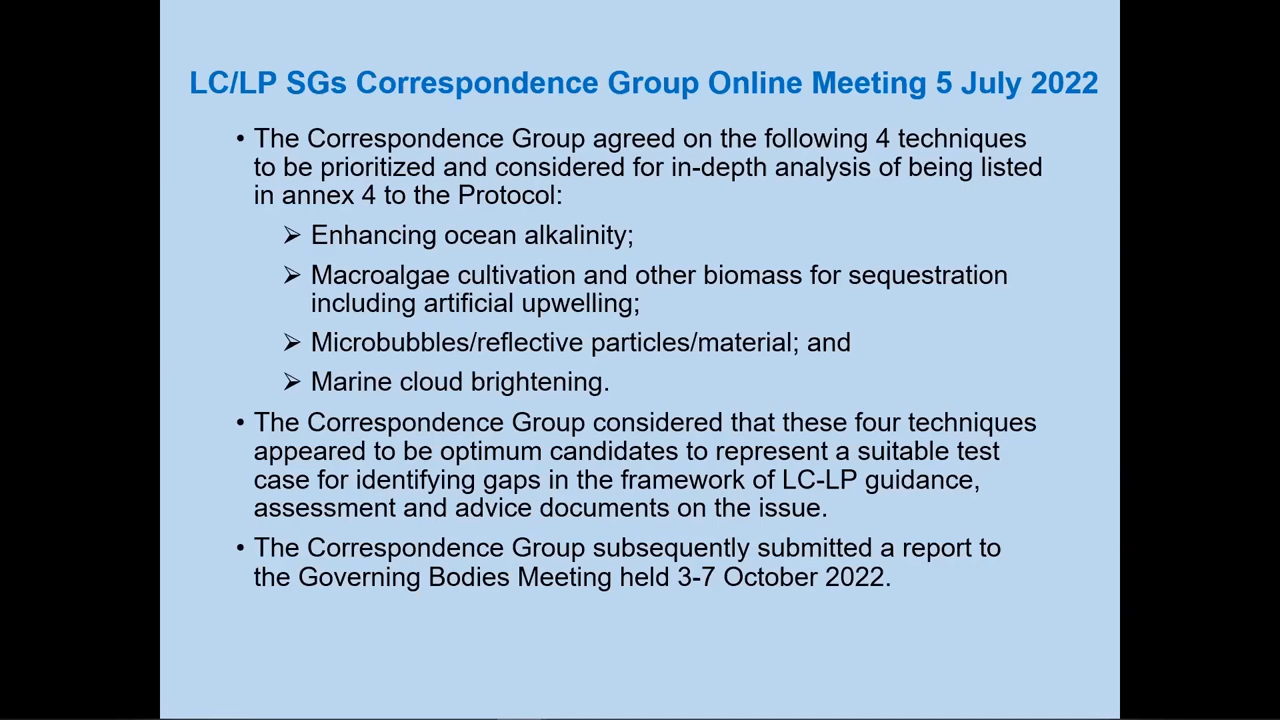 LC/LP SGs Correspondence Group Online Meeting 5 July 2022
• The Correspondence Group agreed on the following 4 techniques
to be prioritized and considered for in-depth analysis of being listed
in annex 4 to the Protocol:
➢ Enhancing ocean alkalinity;
➢ Macroalgae cultivation and other biomass for sequestration
including artificial upwelling;
➢ Microbubbles/reflective particles/material; and
➢ Marine cloud brightening.
• The Correspondence Group considered that these four techniques
appeared to be optimum candidates to represent a suitable test
case for identifying gaps in the framework of LC-LP guidance,
assessment and advice documents on the issue.
• The Correspondence Group subsequently submitted a report to
the Governing Bodies Meeting held 3-7 October 2022.